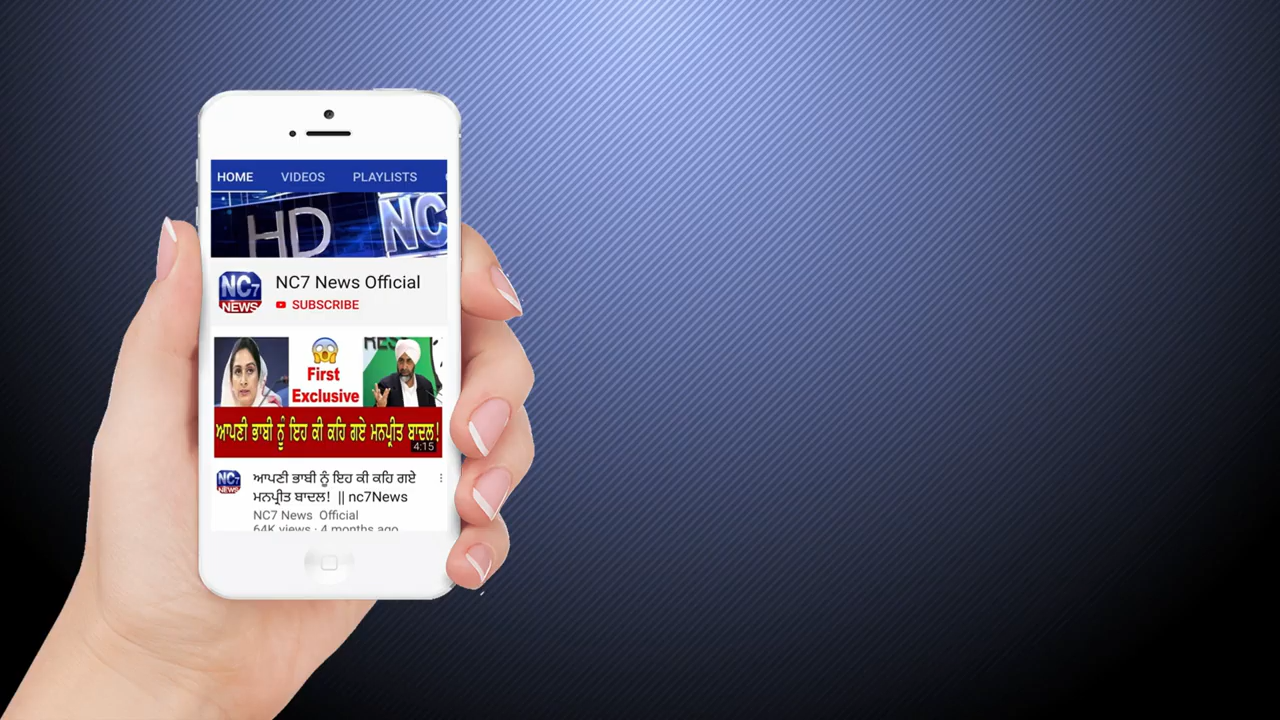 HOME VIDEOS PLAYLISTS
HD NC
NC7 NEWS
NC7 News Official
SUBSCRIBE
First
Exclusive
ਆਪਣੀ ਭਾਬੀ ਨੂੰ ਇਹ ਕੀ ਕਹਿ ਗਏ ਮਨਪ੍ਰੀਤ ਬਾਦਲ!
4:15
NC7 NEWS
ਆਪਣੀ ਭਾਬੀ ਨੂੰ ਇਹ ਕੀ ਕਹਿ ਗਏ
ਮਨਪ੍ਰੀਤ ਬਾਦਲ! || nc7News
NC7 News Official
64K views · 4 months ago